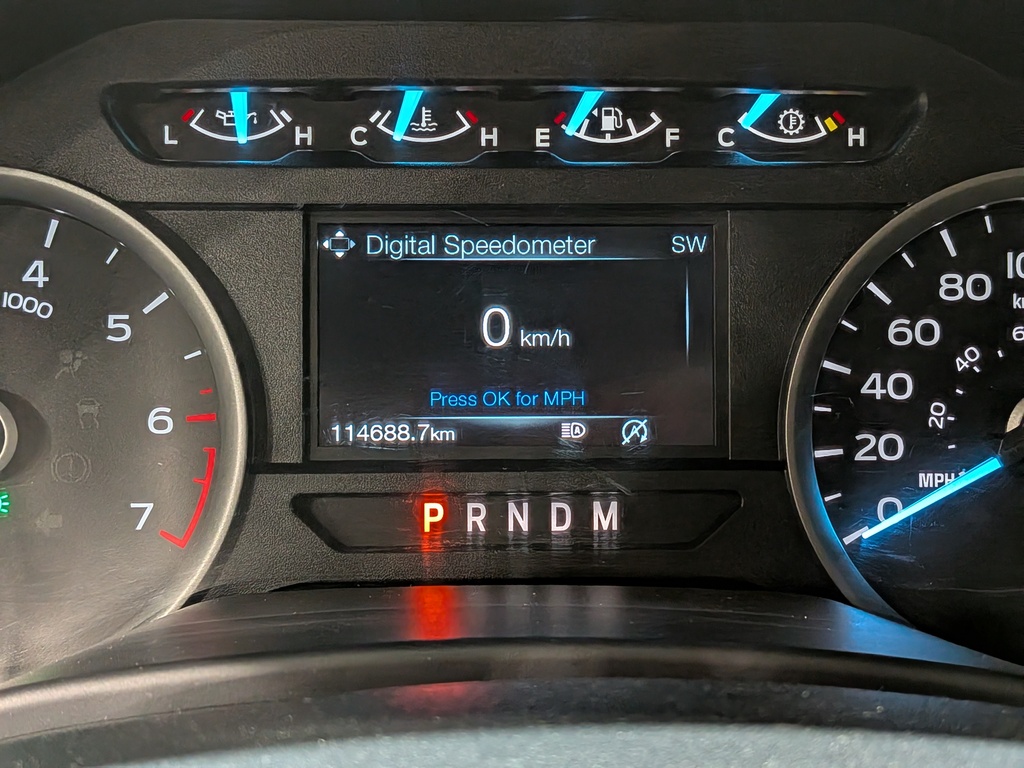 L H C H E F C H
Digital Speedometer SW
0 km/h
Press OK for MPH
114688.7km
P R N D M
4
1000
5
6
7
80
60
40
20
0
40
20
MPH